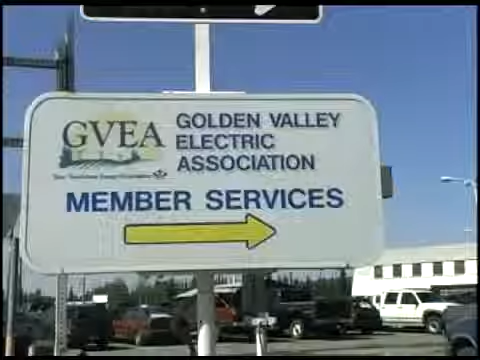 GVEA
GOLDEN VALLEY
ELECTRIC
ASSOCIATION
MEMBER SERVICES